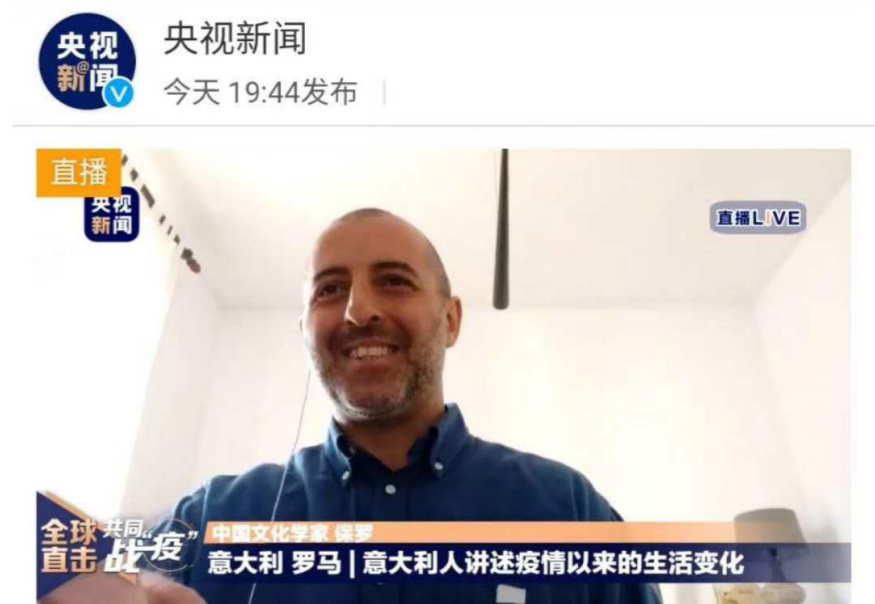 央视
新闻
央视新闻
今天 19:44发布
直播
央视
新闻
直播LIVE
全球
直击
共同
战“疫”
中国文化学家 保罗
意大利 罗马 | 意大利人讲述疫情以来的生活变化